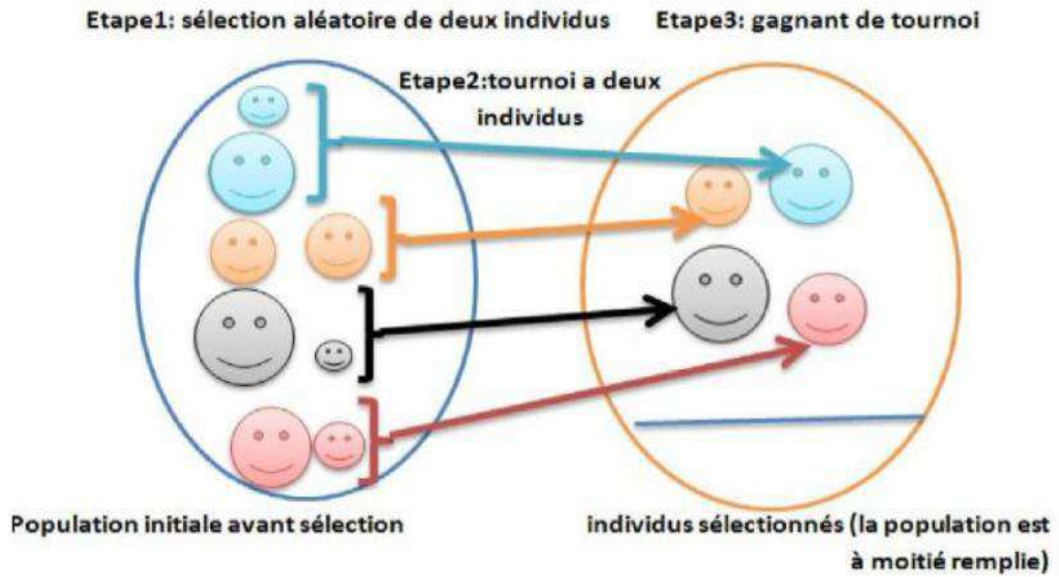 Etape1: sélection aléatoire de deux individus
Etape3: gagnant de tournoi
Etape2:tournoi a deux
individus
Population initiale avant sélection
individus sélectionnés (la population est
à moitié remplie)